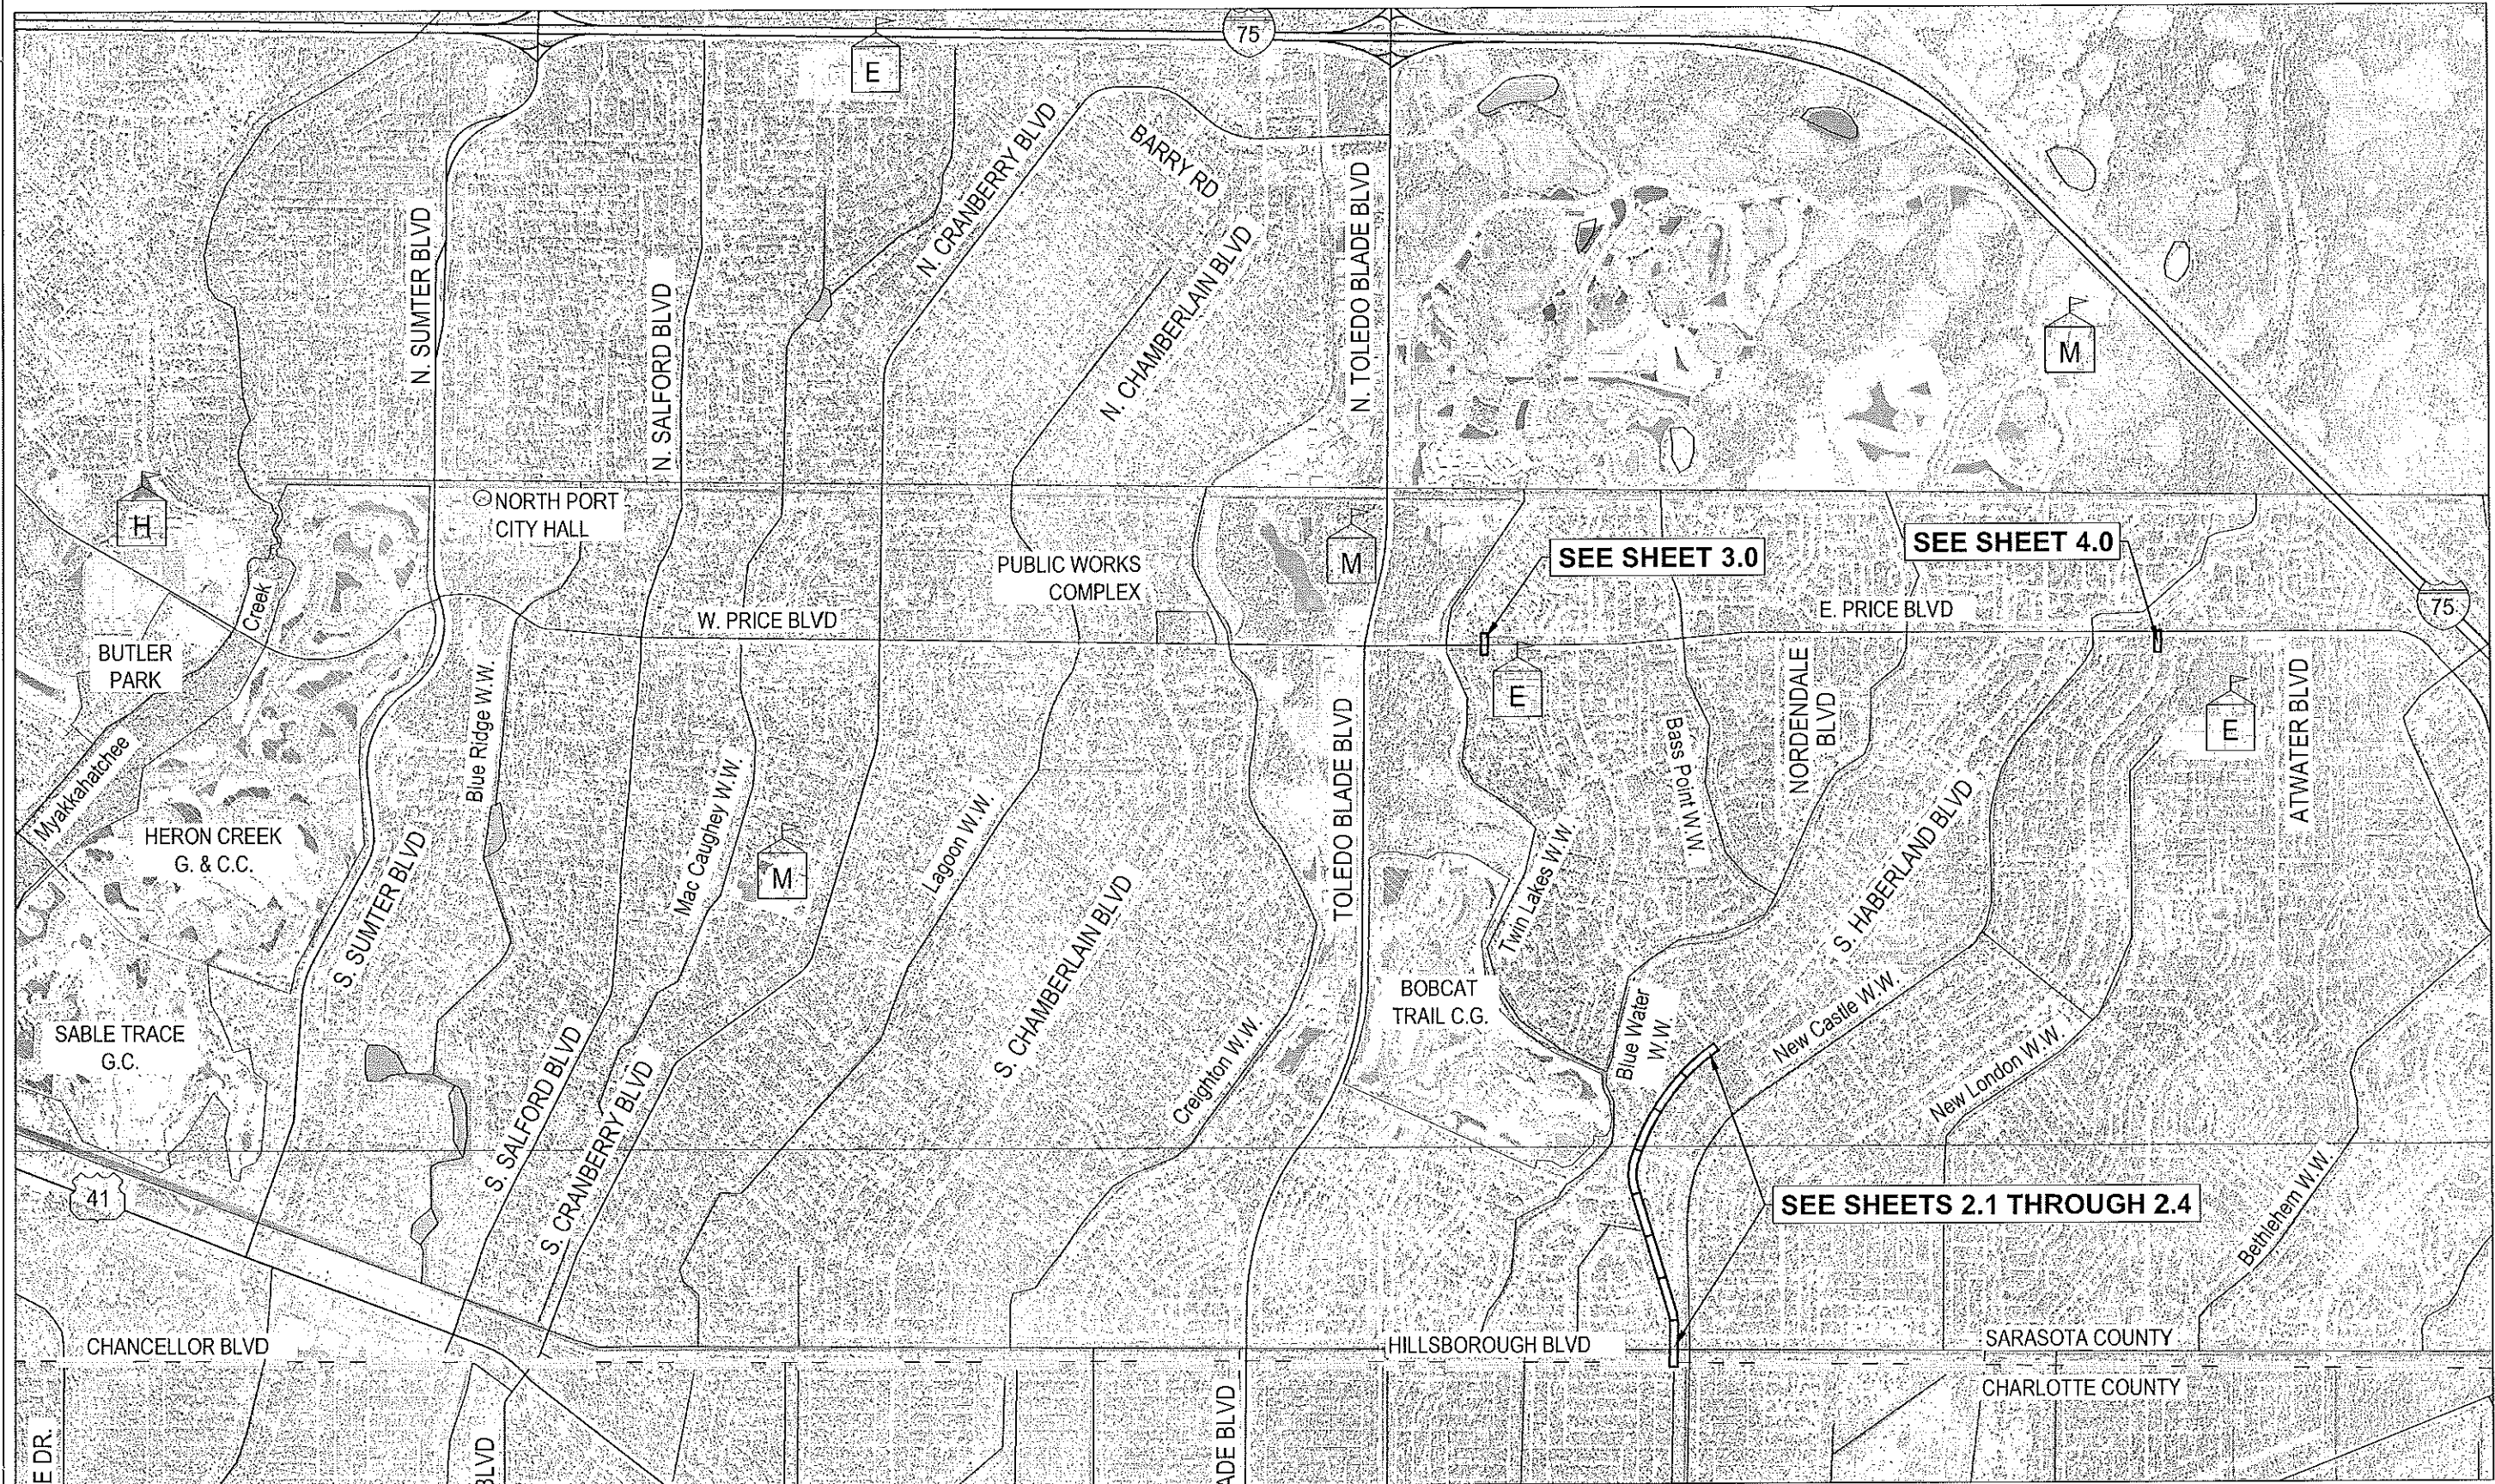 75
E
N. CRANBERRY BLVD
BARRY RD
N. SUMTER BLVD
N. SALFORD BLVD
N. CHAMBERLAIN BLVD
N. TOLEDO BLADE BLVD
M
H
NORTH PORT
CITY HALL
PUBLIC WORKS
COMPLEX
M
SEE SHEET 3.0
SEE SHEET 4.0
75
W. PRICE BLVD
E. PRICE BLVD
Creek
BUTLER
PARK
Blue Ridge W.W.
E
NORDENDALE
BLVD
E
ATWATER BLVD
Myakkahatchee
HERON CREEK
G. & C.C.
S. SUMTER BLVD
Mac Caughey W.W.
M
Lagoon W.W.
TOLEDO BLADE BLVD
Twin Lakes W.W.
Bass Point W.W.
S. HABERLAND BLVD
S. CHAMBERLAIN BLVD
BOBCAT
TRAIL C.G.
Blue Water
W.W.
New Castle W.W.
New London W.W.
SABLE TRACE
G.C.
S. SALFORD BLVD
S. CRANBERRY BLVD
Creighton W.W.
41
SEE SHEETS 2.1 THROUGH 2.4
Bethlehem W.W.
CHANCELLOR BLVD
HILLSBOROUGH BLVD
SARASOTA COUNTY
CHARLOTTE COUNTY
E DR.
BLVD
ADE BLVD